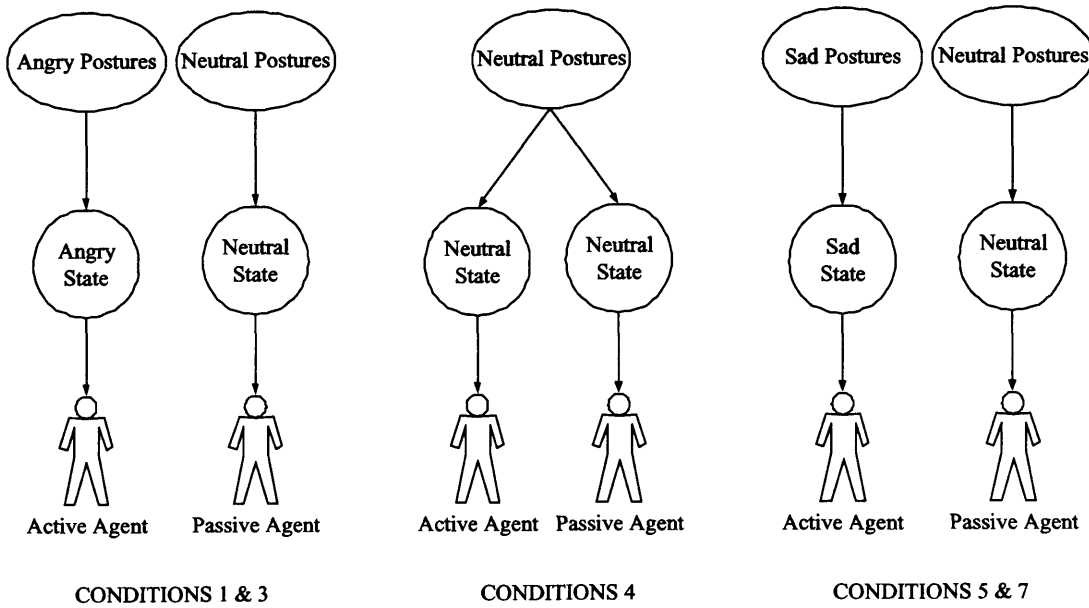 Angry Postures
Neutral Postures
Neutral Postures
Sad Postures
Neutral Postures
Angry
State
Neutral
State
Neutral
State
Neutral
State
Sad
State
Neutral
State
Active Agent
Passive Agent
Active Agent
Passive Agent
Active Agent
Passive Agent
CONDITIONS 1 & 3
CONDITIONS 4
CONDITIONS 5 & 7